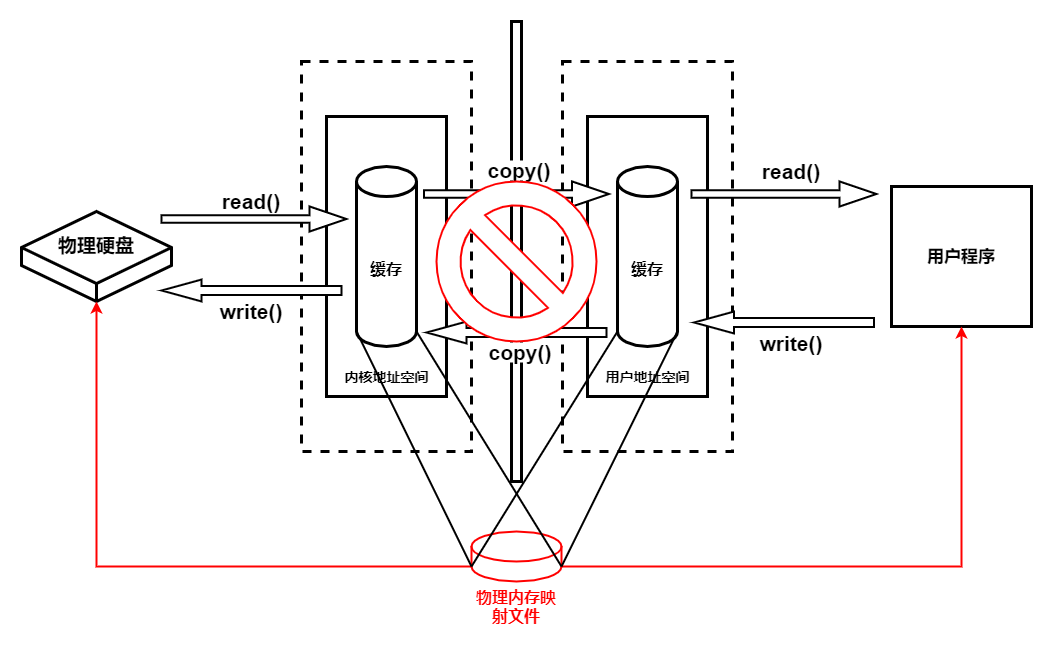 copy()
read()
read()
物理硬盘
缓存
缓存
用户程序
write()
write()
copy()
内核地址空间
用户地址空间
物理内存映
射文件